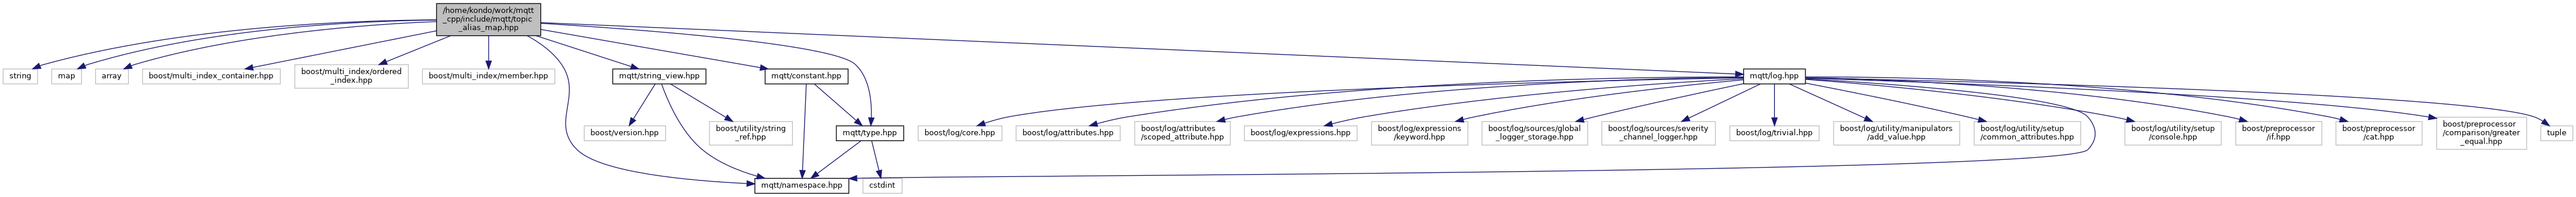 /home/kondo/work/mqtt
_cpp/include/mqtt/topic
_alias_map.hpp
string
map
array
boost/multi_index_container.hpp
boost/multi_index/ordered
_index.hpp
boost/multi_index/member.hpp
mqtt/string_view.hpp
mqtt/constant.hpp
mqtt/log.hpp
boost/version.hpp
boost/utility/string
_ref.hpp
mqtt/type.hpp
boost/log/core.hpp
boost/log/attributes.hpp
boost/log/attributes
/scoped_attribute.hpp
boost/log/expressions.hpp
boost/log/expressions
/keyword.hpp
boost/log/sources/global
_logger_storage.hpp
boost/log/sources/severity
_channel_logger.hpp
boost/log/trivial.hpp
boost/log/utility/manipulators
/add_value.hpp
boost/log/utility/setup
/common_attributes.hpp
boost/log/utility/setup
/console.hpp
boost/preprocessor
/if.hpp
boost/preprocessor
/cat.hpp
boost/preprocessor
/comparison/greater
_equal.hpp
tuple
mqtt/namespace.hpp
cstdint